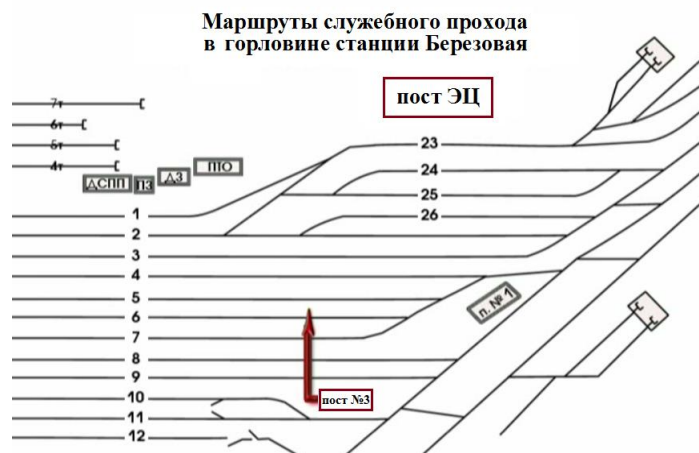 Маршруты служебного прохода
в горловине станции Березовая
пост ЭЦ
7т
6т
5т
4т
ДСПП
ПЗ
ДЗ
ПТО
23
24
25
26
1
2
3
4
5
6
7
8
9
10
11
12
п. № 1
пост №3